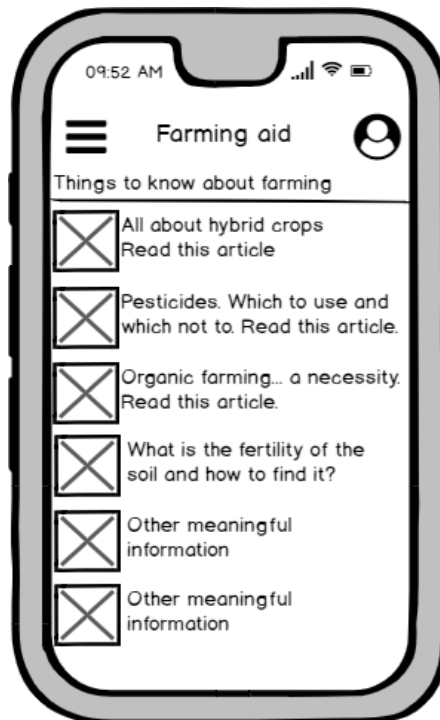 09:52 AM
Farming aid
Things to know about farming
All about hybrid crops
Read this article
Pesticides. Which to use and
which not to. Read this article.
Organic farming... a necessity.
Read this article.
What is the fertility of the
soil and how to find it?
Other meaningful
information
Other meaningful
information